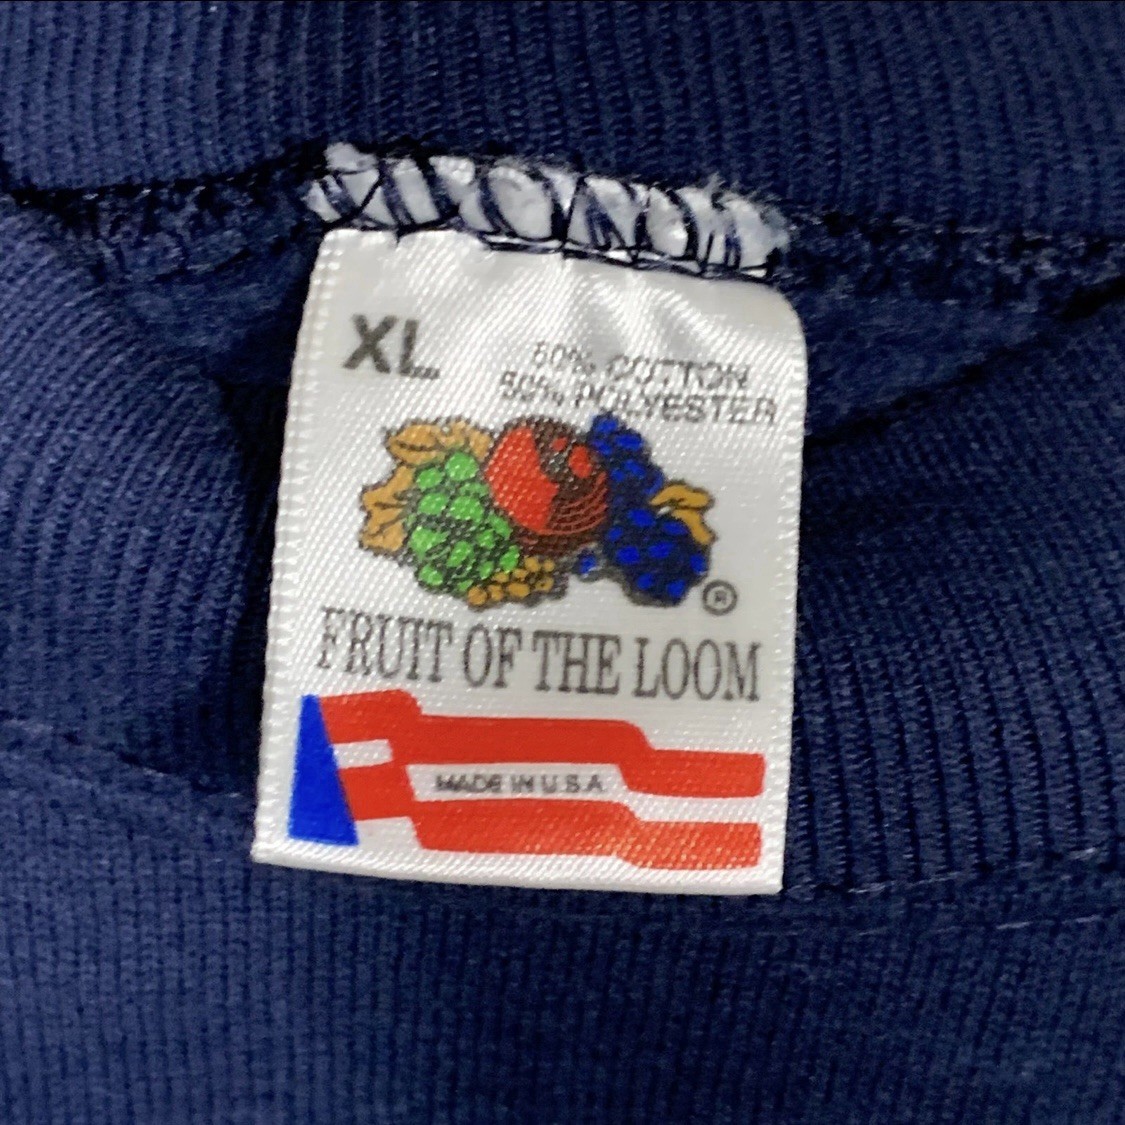 XL
50% COTTON
50% POLYESTER
®
FRUIT OF THE LOOM
MADE IN U.S.A